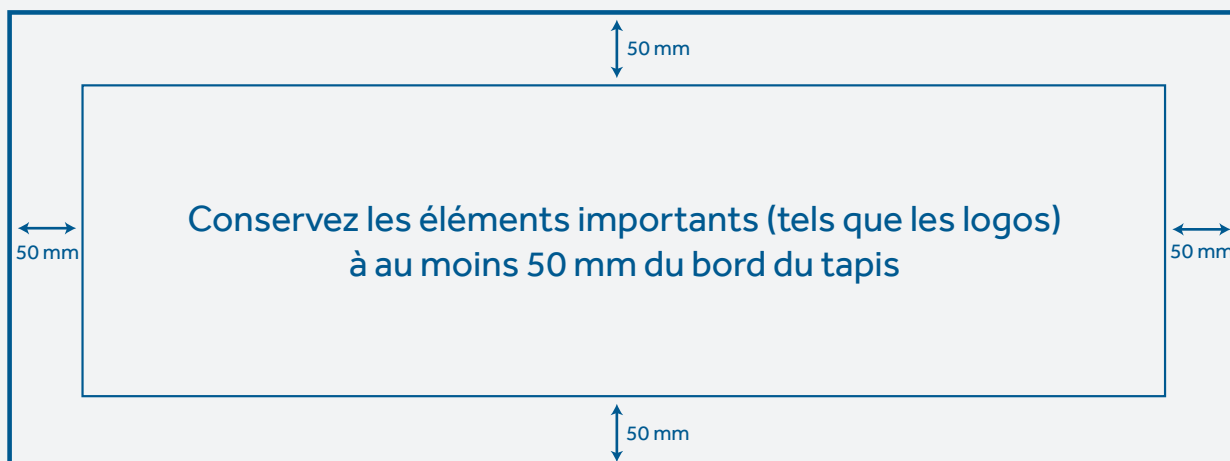 50 mm
Conservez les éléments importants (tels que les logos)
à au moins 50 mm du bord du tapis
50 mm
50 mm
50 mm